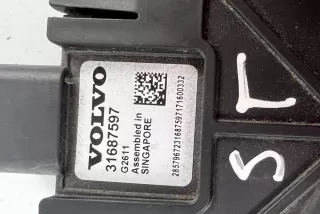 VOLVO
31687597
G2611
Assembled in
SINGAPORE
2857967231687597171600332